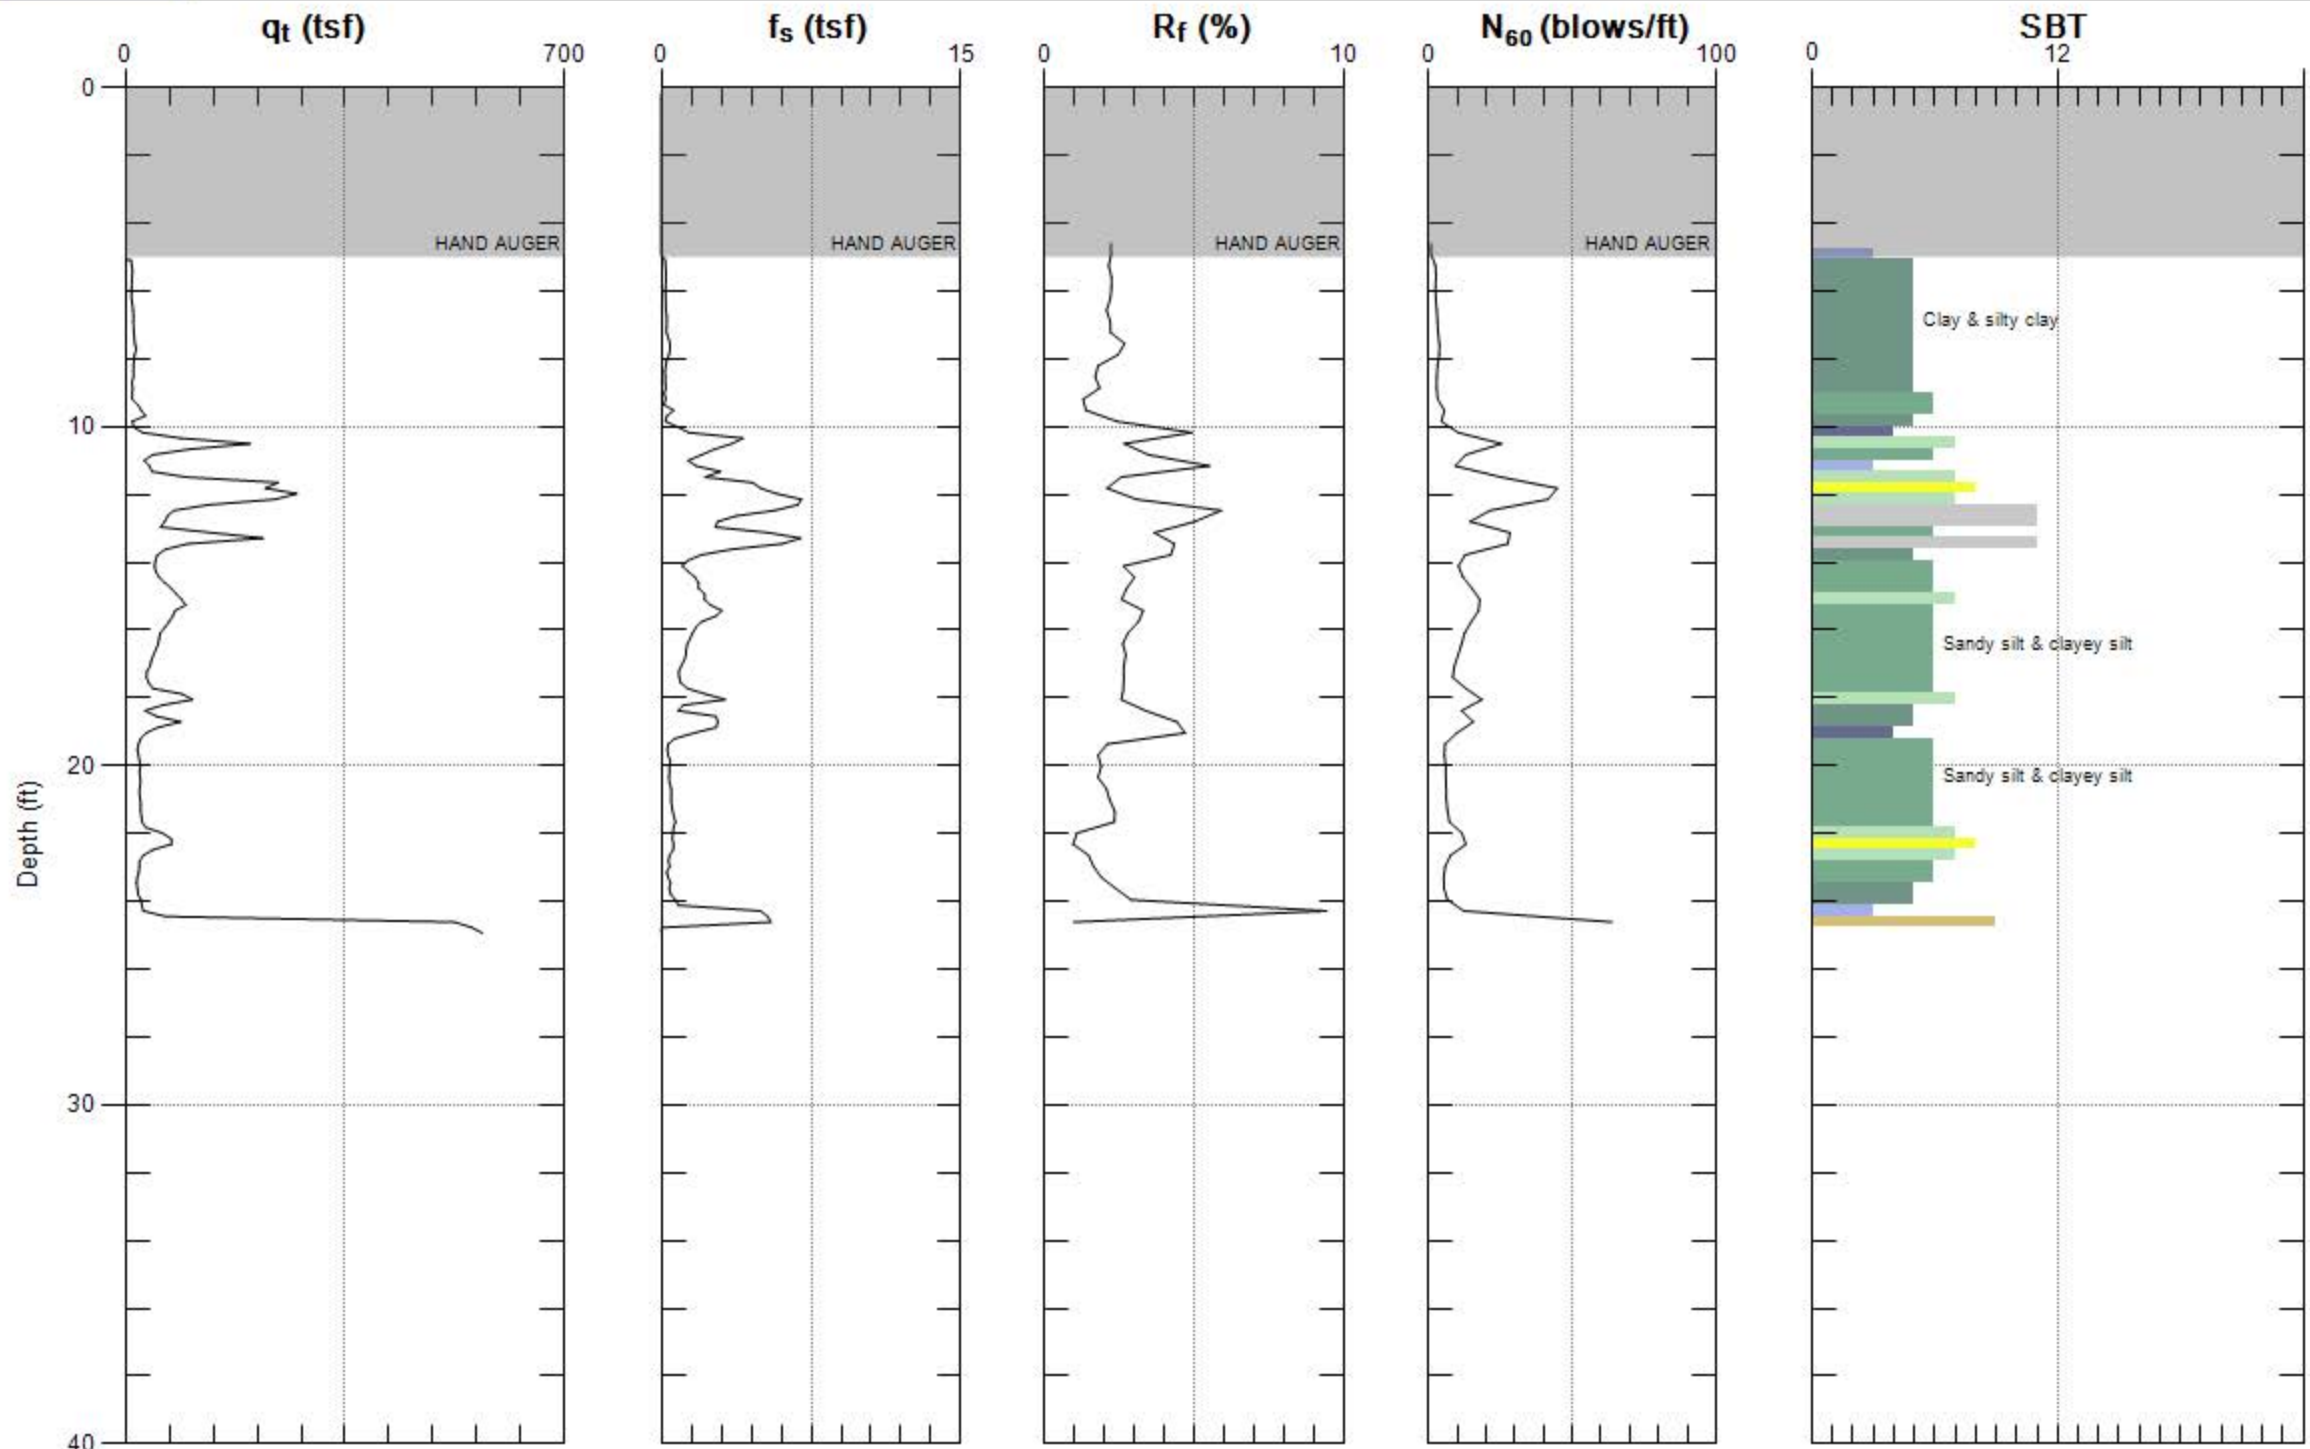 qt (tsf) fs (tsf) Rf (%) N60 (blows/ft) SBT
0 700 0 15 0 10 0 100 0 12
0
HAND AUGER HAND AUGER HAND AUGER HAND AUGER
Clay & silty clay
10
Sandy silt & clayey silt
20
Sandy silt & clayey silt
Depth (ft)
30
40